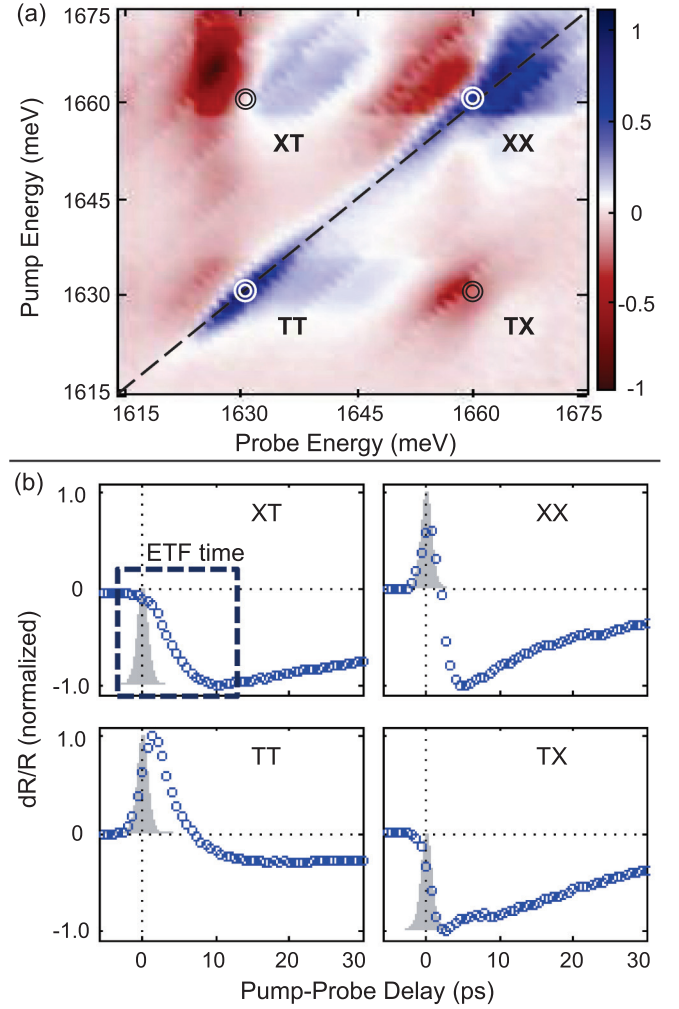 (a)
1675
1660
1645
1630
1615
Pump Energy (meV)
XT
XX
TT
TX
1
0.5
0
-0.5
-1
1615 1630 1645 1660 1675
Probe Energy (meV)
(b)
1.0
0
-1.0
XT
ETF time
XX
1.0
0
-1.0
TT
TX
dR/R (normalized)
0 10 20 30
0 10 20 30
Pump-Probe Delay (ps)